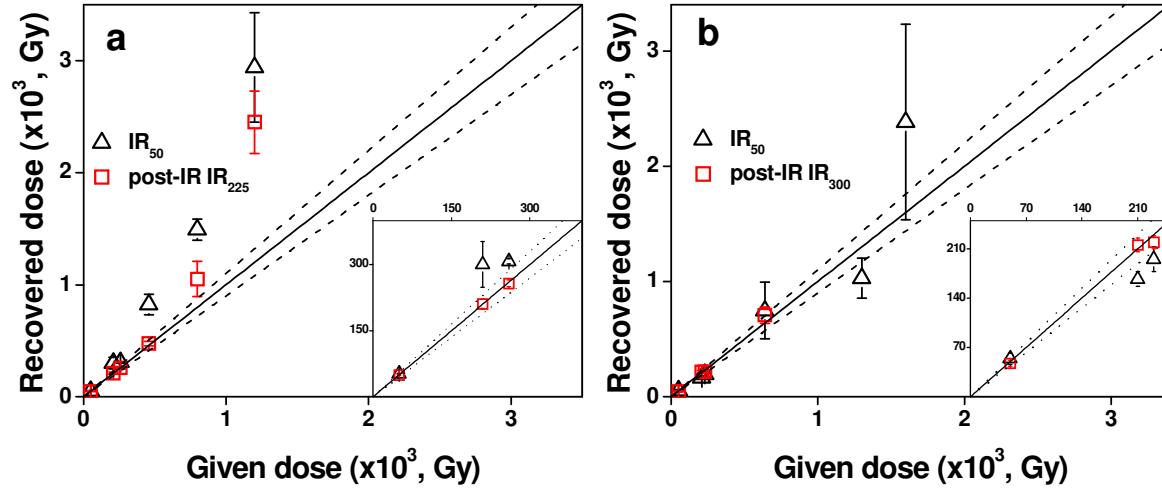 a
Recovered dose (x10³, Gy)
3
2
1
0
IR₅₀
post-IR IR₂₂₅
0 150 300
300
150
0 1 2 3
Given dose (x10³, Gy)
b
Recovered dose (x10³, Gy)
3
2
1
0
IR₅₀
post-IR IR₃₀₀
0 70 140 210
210
140
70
0 1 2 3
Given dose (x10³, Gy)